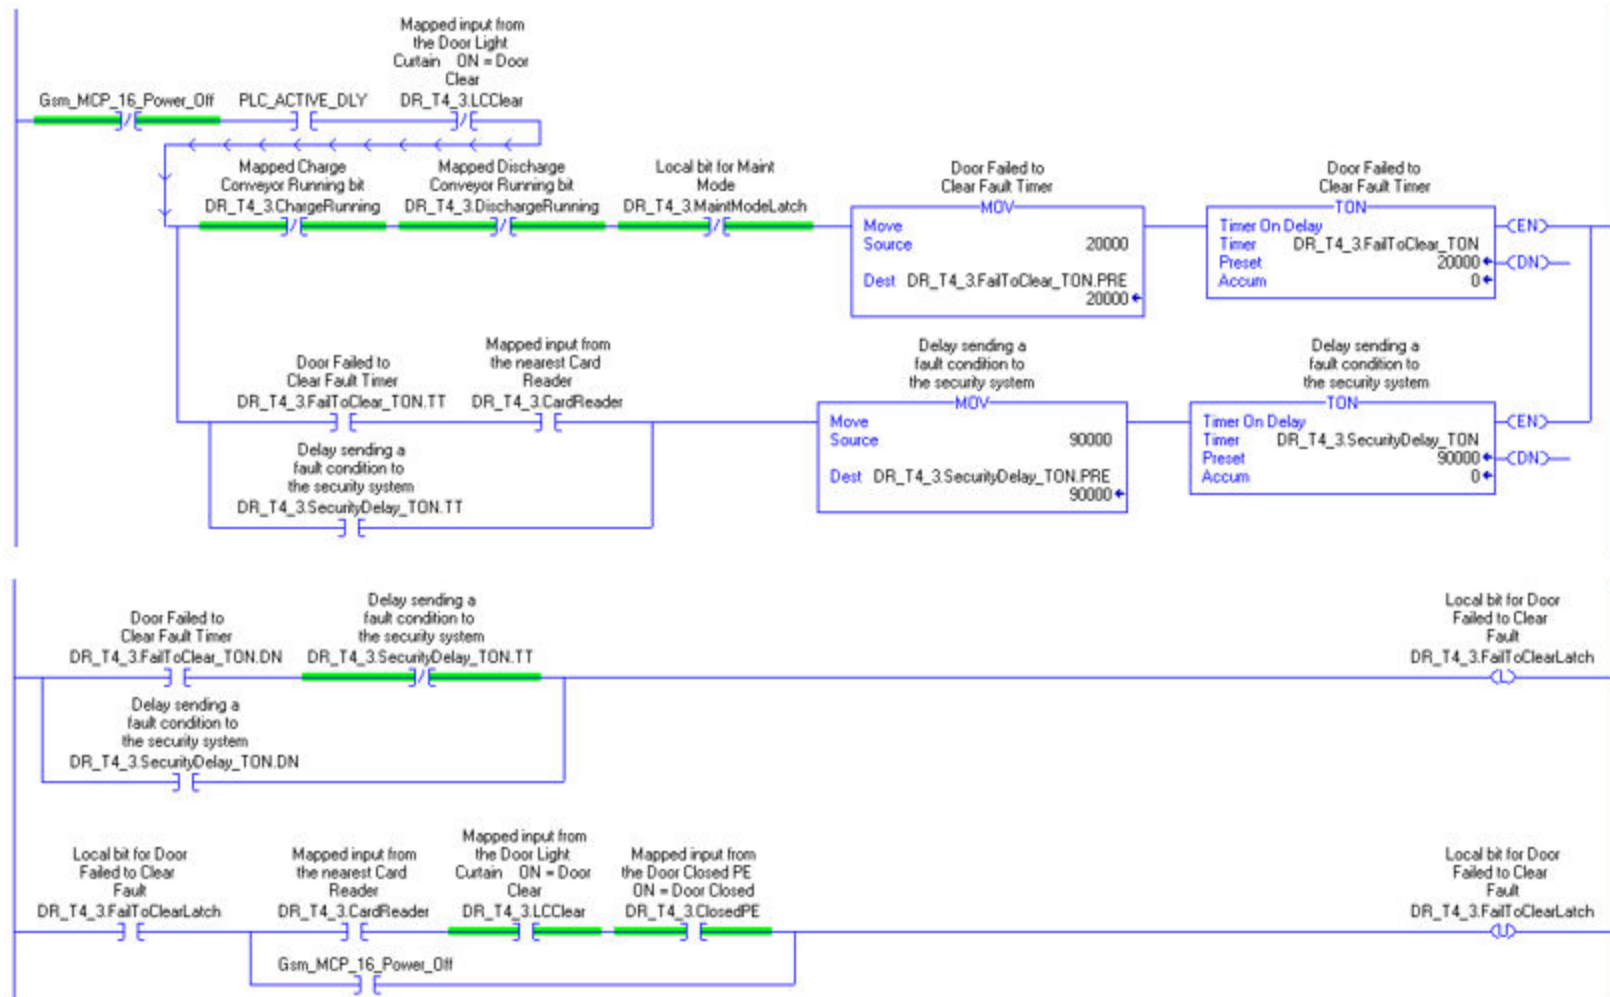 Mapped input from
the Door Light
Curtain ON = Door
Clear
Gsm_MCP_16_Power_Off PLC_ACTIVE_DLY DR_T4_3.LCClear
Mapped Charge
Conveyor Running bit
DR_T4_3.ChargeRunning
Mapped Discharge
Conveyor Running bit
DR_T4_3.DischargeRunning
Local bit for Maint
Mode
DR_T4_3.MaintModeLatch
Door Failed to
Clear Fault Timer
MOV
Move
Source 20000
Dest DR_T4_3.FailToClear_TON.PRE
20000
Door Failed to
Clear Fault Timer
TON
Timer On Delay
Timer DR_T4_3.FailToClear_TON
Preset 20000
Accum 0
EN
DN
Door Failed to
Clear Fault Timer
DR_T4_3.FailToClear_TON.TT
Mapped input from
the nearest Card
Reader
DR_T4_3.CardReader
Delay sending a
fault condition to
the security system
DR_T4_3.SecurityDelay_TON.TT
Delay sending a
fault condition to
the security system
MOV
Move
Source 90000
Dest DR_T4_3.SecurityDelay_TON.PRE
90000
Delay sending a
fault condition to
the security system
TON
Timer On Delay
Timer DR_T4_3.SecurityDelay_TON
Preset 90000
Accum 0
EN
DN
Door Failed to
Clear Fault Timer
DR_T4_3.FailToClear_TON.DN
Delay sending a
fault condition to
the security system
DR_T4_3.SecurityDelay_TON.TT
Local bit for Door
Failed to Clear
Fault
DR_T4_3.FailToClearLatch
L
Delay sending a
fault condition to
the security system
DR_T4_3.SecurityDelay_TON.DN
Local bit for Door
Failed to Clear
Fault
DR_T4_3.FailToClearLatch
Mapped input from
the nearest Card
Reader
DR_T4_3.CardReader
Mapped input from
the Door Light
Curtain ON = Door
Clear
DR_T4_3.LCClear
Mapped input from
the Door Closed PE
ON = Door Closed
DR_T4_3.ClosedPE
Local bit for Door
Failed to Clear
Fault
DR_T4_3.FailToClearLatch
U
Gsm_MCP_16_Power_Off